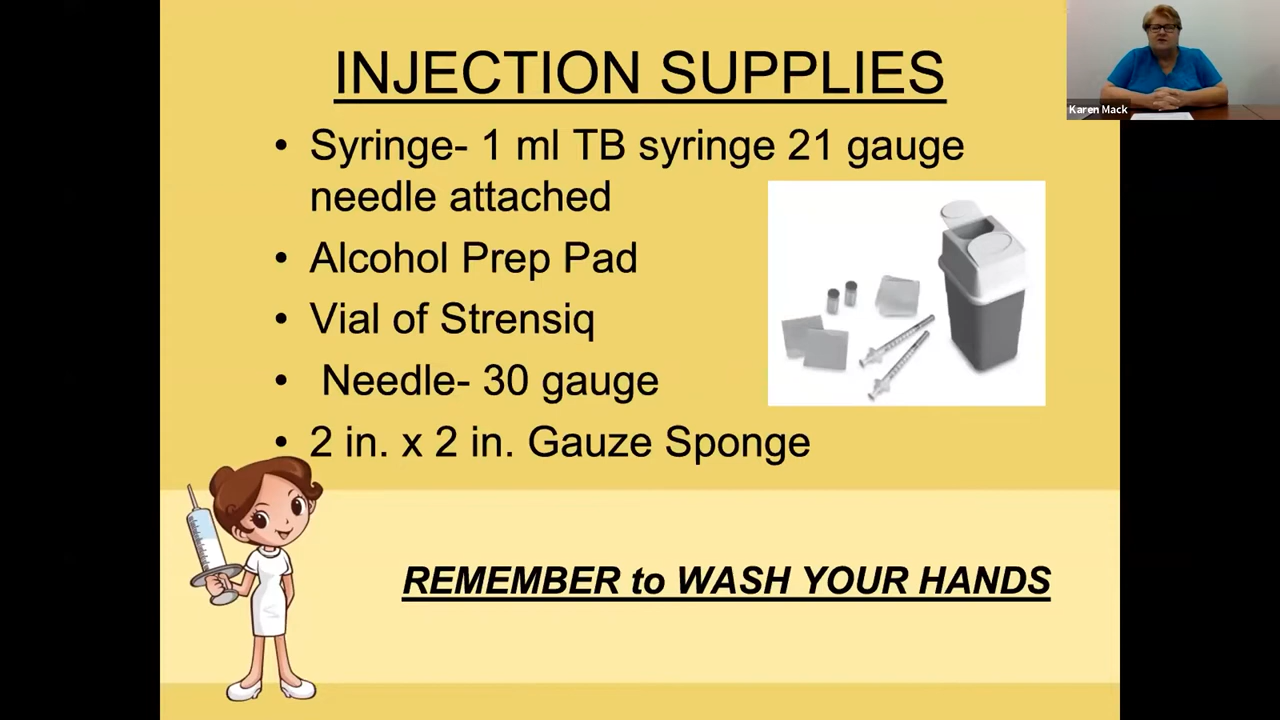 INJECTION SUPPLIES
• Syringe- 1 ml TB syringe 21 gauge
needle attached
• Alcohol Prep Pad
• Vial of Strensiq
• Needle- 30 gauge
• 2 in. x 2 in. Gauze Sponge
REMEMBER to WASH YOUR HANDS
Karen Mack